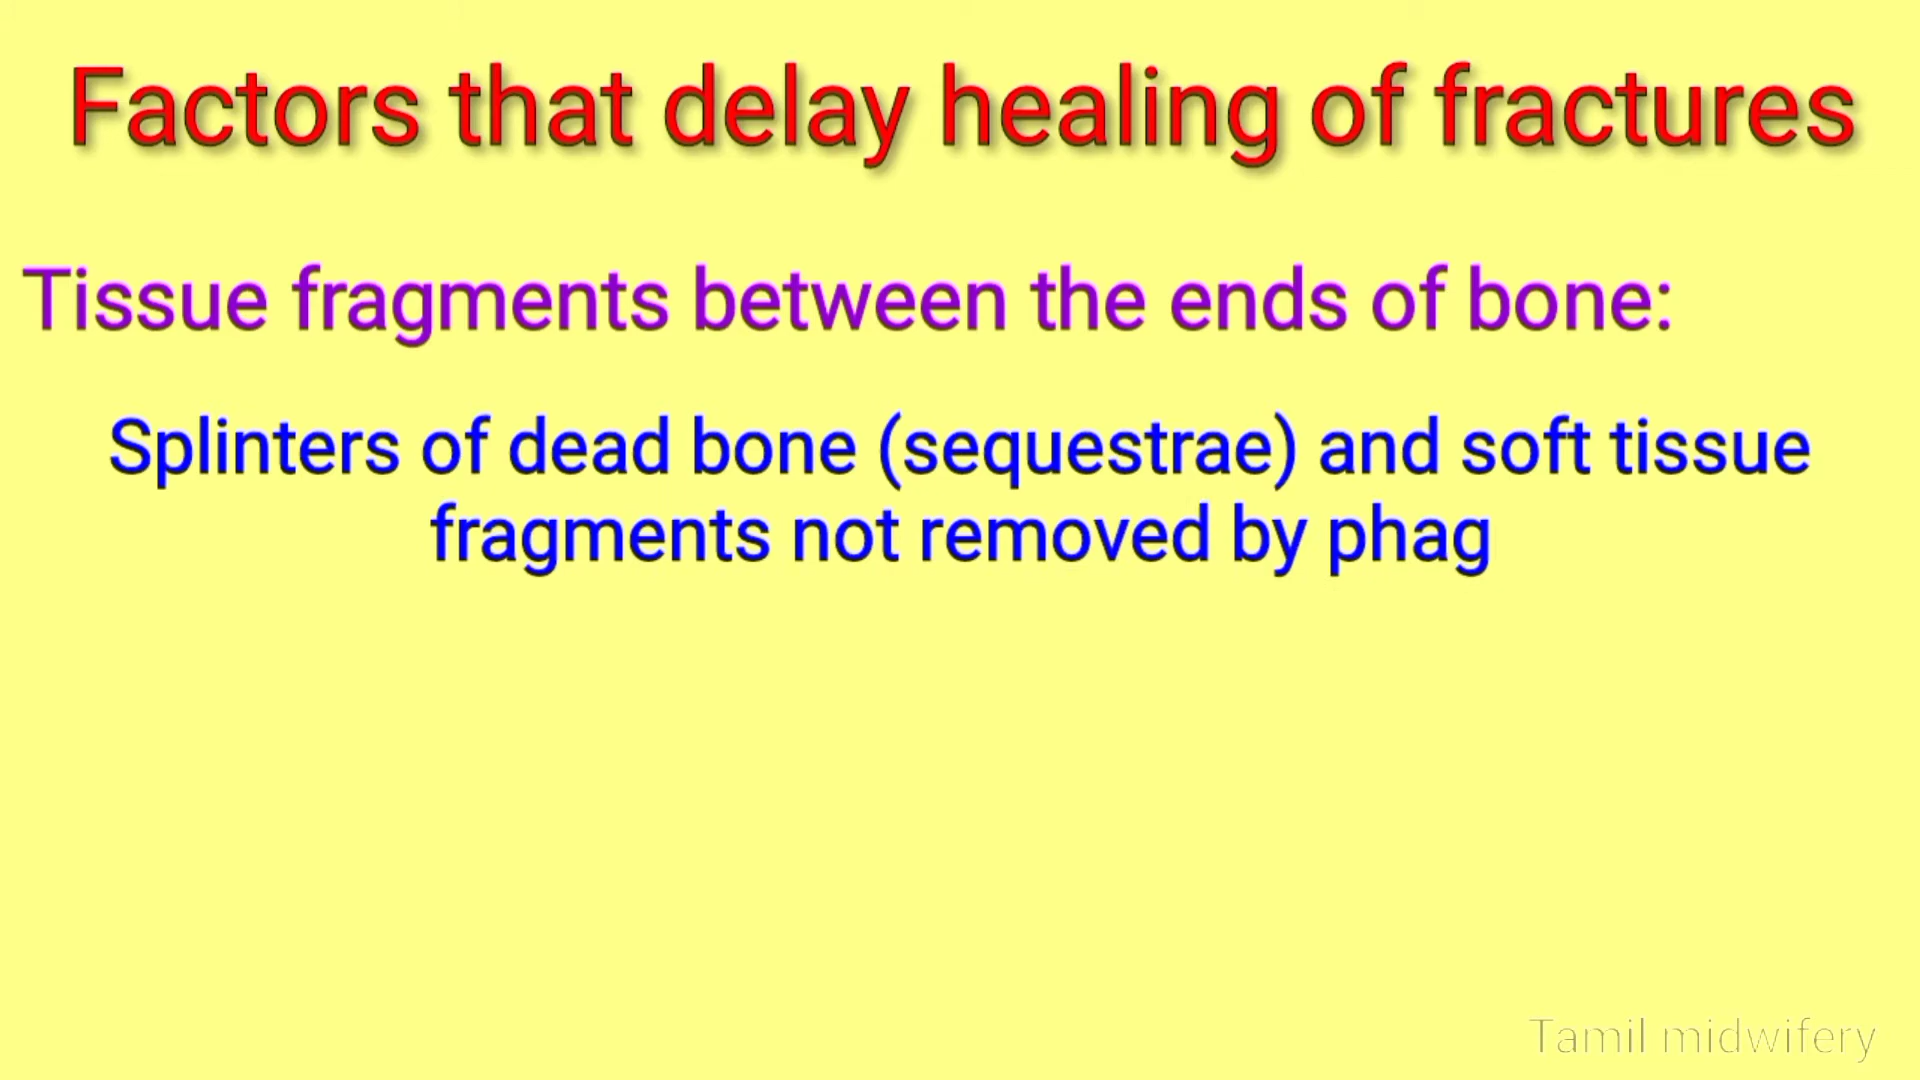 Factors that delay healing of fractures
Tissue fragments between the ends of bone:
Splinters of dead bone (sequestrae) and soft tissue
fragments not removed by phag
Tamil midwifery